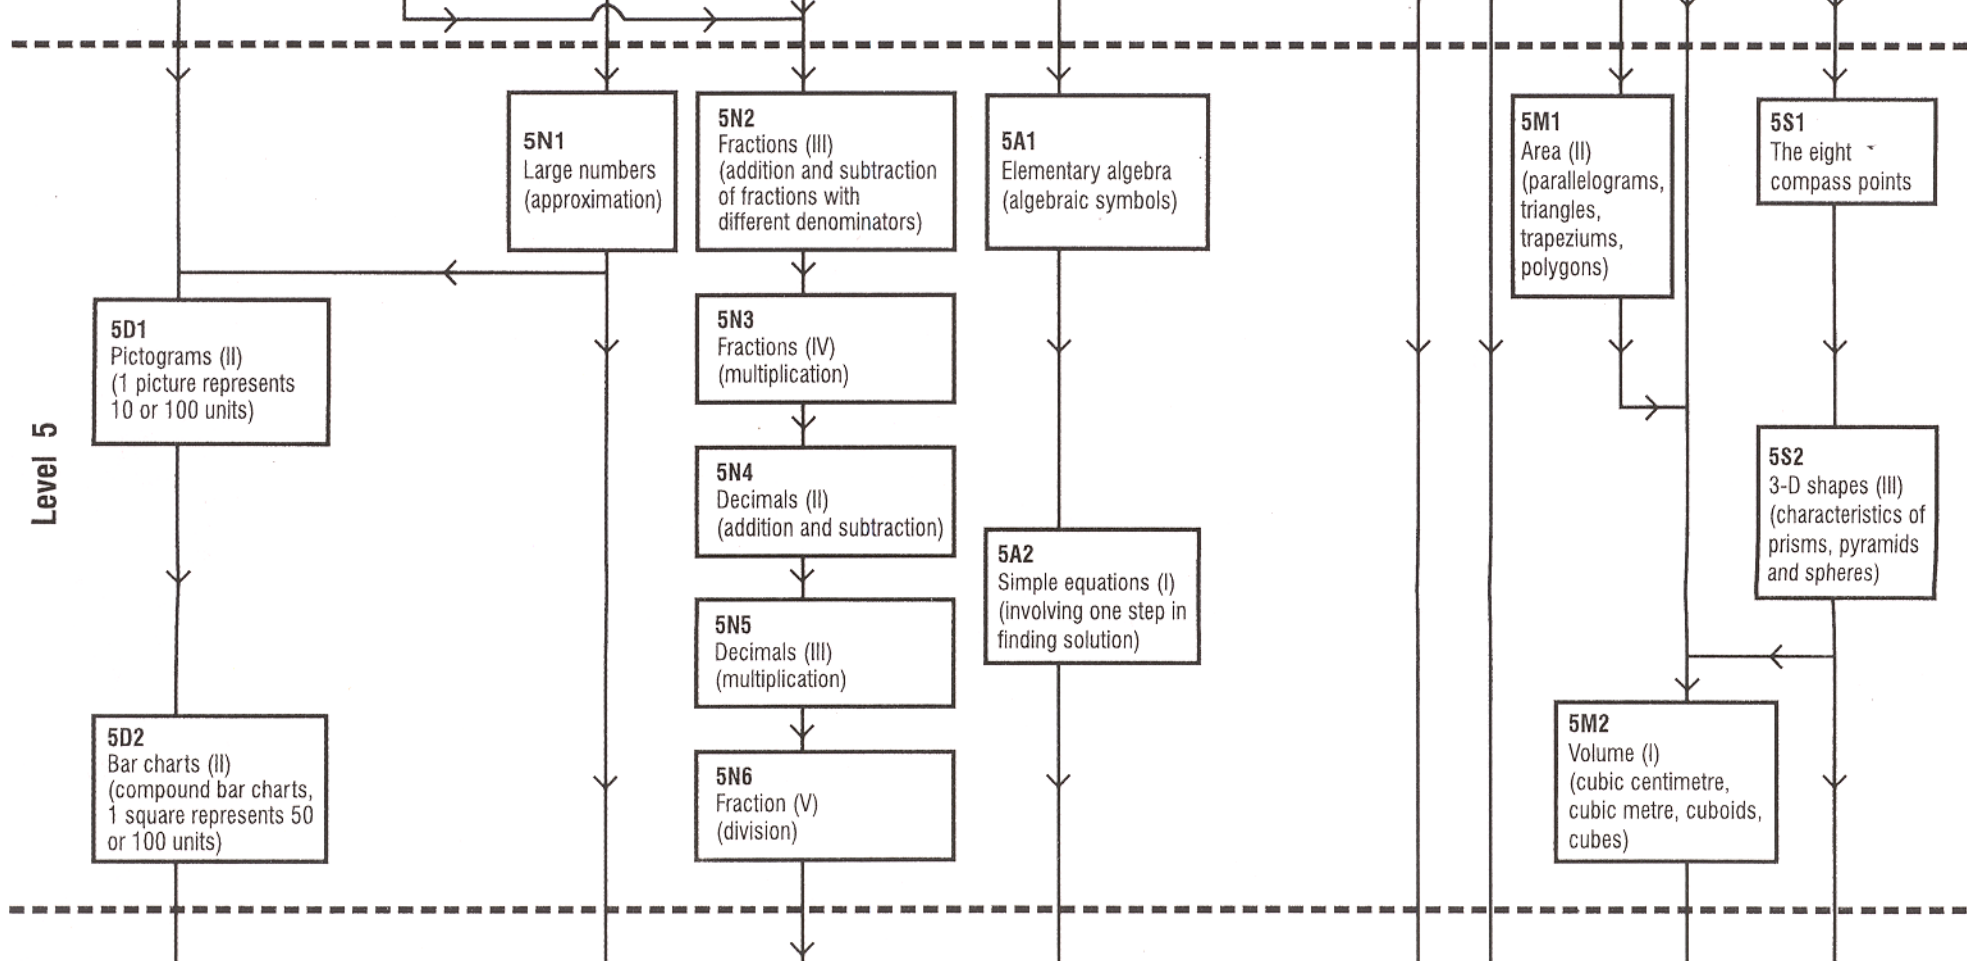 Level 5
5N1
Large numbers
(approximation)
5N2
Fractions (III)
(addition and subtraction
of fractions with
different denominators)
5A1
Elementary algebra
(algebraic symbols)
5M1
Area (II)
(parallelograms,
triangles,
trapeziums,
polygons)
5S1
The eight
compass points
5D1
Pictograms (II)
(1 picture represents
10 or 100 units)
5N3
Fractions (IV)
(multiplication)
5N4
Decimals (II)
(addition and subtraction)
5S2
3-D shapes (III)
(characteristics of
prisms, pyramids
and spheres)
5A2
Simple equations (I)
(involving one step in
finding solution)
5N5
Decimals (III)
(multiplication)
5D2
Bar charts (II)
(compound bar charts,
1 square represents 50
or 100 units)
5N6
Fraction (V)
(division)
5M2
Volume (I)
(cubic centimetre,
cubic metre, cuboids,
cubes)